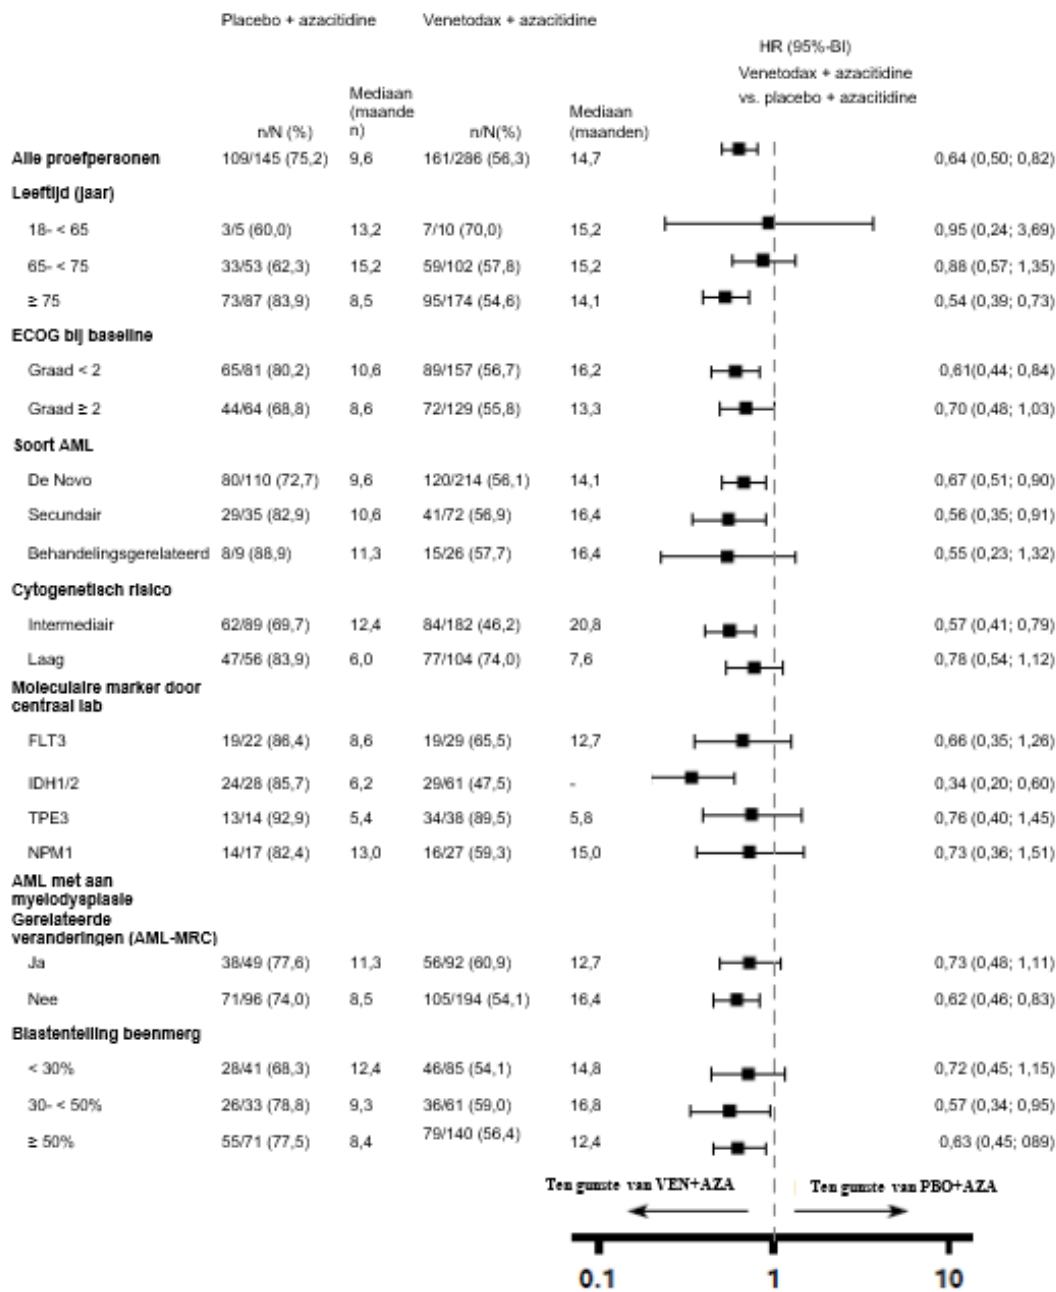 Placebo + azacitidine Venetodax + azacitidine
HR (95%-BI)
Venetodax + azacitidine
vs. placebo + azacitidine
n/N (%) Mediaan (maanden) n/N(%) Mediaan (maanden)
Alle proefpersonen 109/145 (75,2) 9,6 161/286 (56,3) 14,7 0,64 (0,50; 0,82)
Leeftijd (jaar)
18- < 65 3/5 (60,0) 13,2 7/10 (70,0) 15,2 0,95 (0,24; 3,69)
65- < 75 33/53 (62,3) 15,2 59/102 (57,8) 15,2 0,88 (0,57; 1,35)
≥ 75 73/87 (83,9) 8,5 95/174 (54,6) 14,1 0,54 (0,39; 0,73)
ECOG bij baseline
Graad < 2 65/81 (80,2) 10,6 89/157 (56,7) 16,2 0,61(0,44; 0,84)
Graad ≥ 2 44/64 (68,8) 8,6 72/129 (55,8) 13,3 0,70 (0,48; 1,03)
Soort AML
De Novo 80/110 (72,7) 9,6 120/214 (56,1) 14,1 0,67 (0,51; 0,90)
Secundair 29/35 (82,9) 10,6 41/72 (56,9) 16,4 0,56 (0,35; 0,91)
Behandelingsgerelateerd 8/9 (88,9) 11,3 15/26 (57,7) 16,4 0,55 (0,23; 1,32)
Cytogenetisch risico
Intermediair 62/89 (69,7) 12,4 84/182 (46,2) 20,8 0,57 (0,41; 0,79)
Laag 47/56 (83,9) 6,0 77/104 (74,0) 7,6 0,78 (0,54; 1,12)
Moleculaire marker door
centraal lab
FLT3 19/22 (86,4) 8,6 19/29 (65,5) 12,7 0,66 (0,35; 1,26)
IDH1/2 24/28 (85,7) 6,2 29/61 (47,5) - 0,34 (0,20; 0,60)
TPE3 13/14 (92,9) 5,4 34/38 (89,5) 5,8 0,76 (0,40; 1,45)
NPM1 14/17 (82,4) 13,0 16/27 (59,3) 15,0 0,73 (0,36; 1,51)
AML met aan
myelodysplasie
Gerelateerde
veranderingen (AML-MRC)
Ja 38/49 (77,6) 11,3 56/92 (60,9) 12,7 0,73 (0,48; 1,11)
Nee 71/96 (74,0) 8,5 105/194 (54,1) 16,4 0,62 (0,46; 0,83)
Blastentelling beenmerg
< 30% 28/41 (68,3) 12,4 46/85 (54,1) 14,8 0,72 (0,45; 1,15)
30- < 50% 26/33 (78,8) 9,3 36/61 (59,0) 16,8 0,57 (0,34; 0,95)
≥ 50% 55/71 (77,5) 8,4 79/140 (56,4) 12,4 0,63 (0,45; 089)
Ten gunste van VEN+AZA Ten gunste van PBO+AZA
0.1 1 10